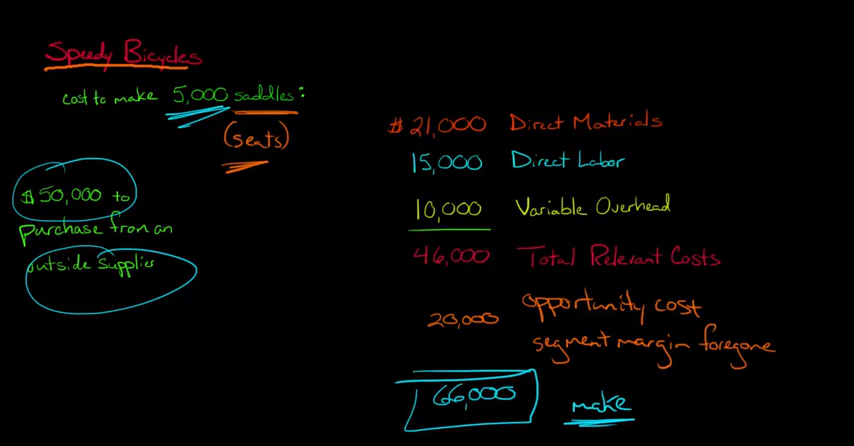 Speedy Bicycles
cost to make 5,000 saddles:
(seats)
$50,000 to
purchase from an
outside supplier
$21,000 Direct Materials
15,000 Direct Labor
10,000 Variable Overhead
46,000 Total Relevant Costs
20,000 opportunity cost
segment margin foregone
66,000 make